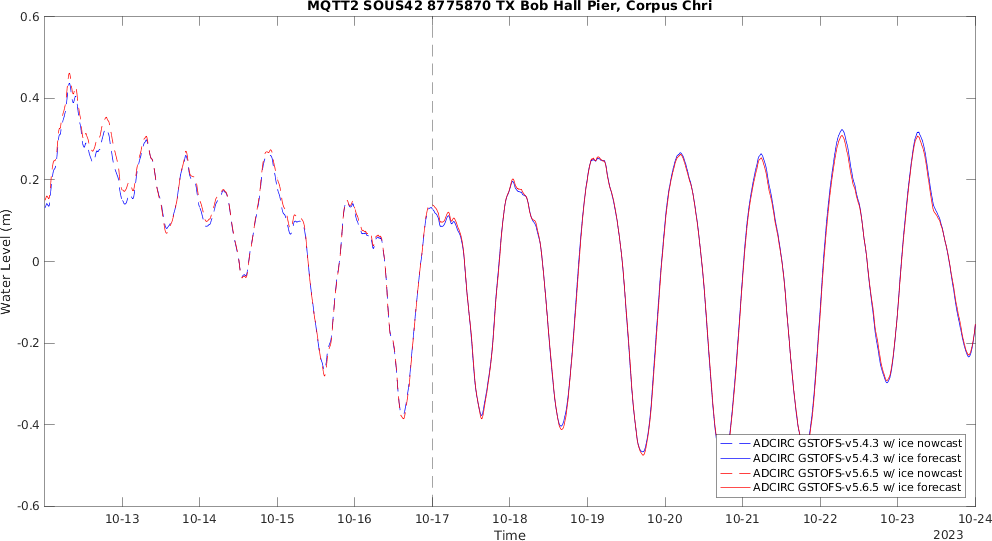 MQTT2 SOUS42 8775870 TX Bob Hall Pier, Corpus Chri
0.6
0.4
0.2
0
-0.2
-0.4
-0.6
Water Level (m)
ADCIRC GSTOFS-v5.4.3 w/ ice nowcast
ADCIRC GSTOFS-v5.4.3 w/ ice forecast
ADCIRC GSTOFS-v5.6.5 w/ ice nowcast
ADCIRC GSTOFS-v5.6.5 w/ ice forecast
10-13 10-14 10-15 10-16 10-17 10-18 10-19 10-20 10-21 10-22 10-23 10-24
Time
2023